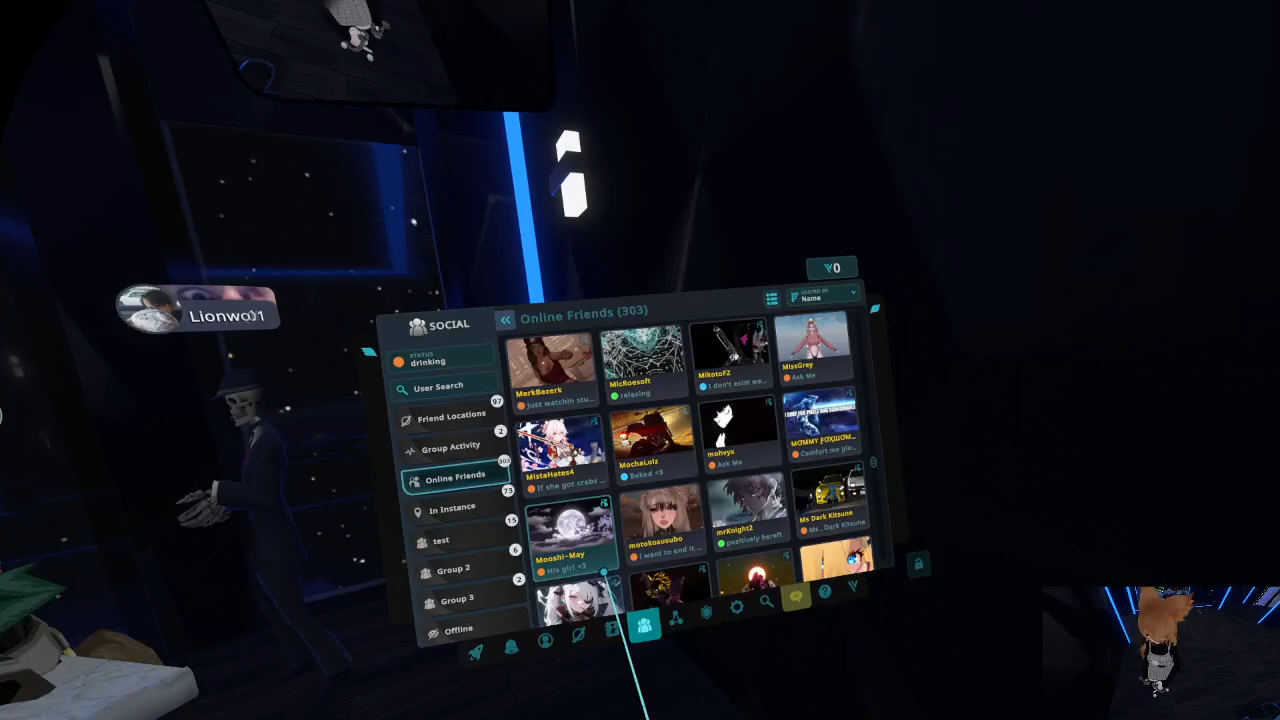 Lionwo1
V0
SOCIAL
Online Friends (303)
SORTED BY
Name
STATUS
drinking
User Search
97
Friend Locations
2
Group Activity
303
Online Friends
73
In Instance
15
test
6
Group 2
2
Group 3
Offline
MerkBezerk
just watchin stu...
MicRoesoft
relaxing
MikotoFZ
I don't exist wa...
MissGrey
Ask Me
MistaHates4
If she got crabs ...
MochaLolz
Baked <3
mohvyx
Ask Me
MOMMY FOXWOM...
Comfort me ple...
Mooshi-May
His girl <3
motokosusubo
I want to end it ...
mrKnight2
positively bereft
Ms Dark Kitsune
Ms. Dark Kitsune